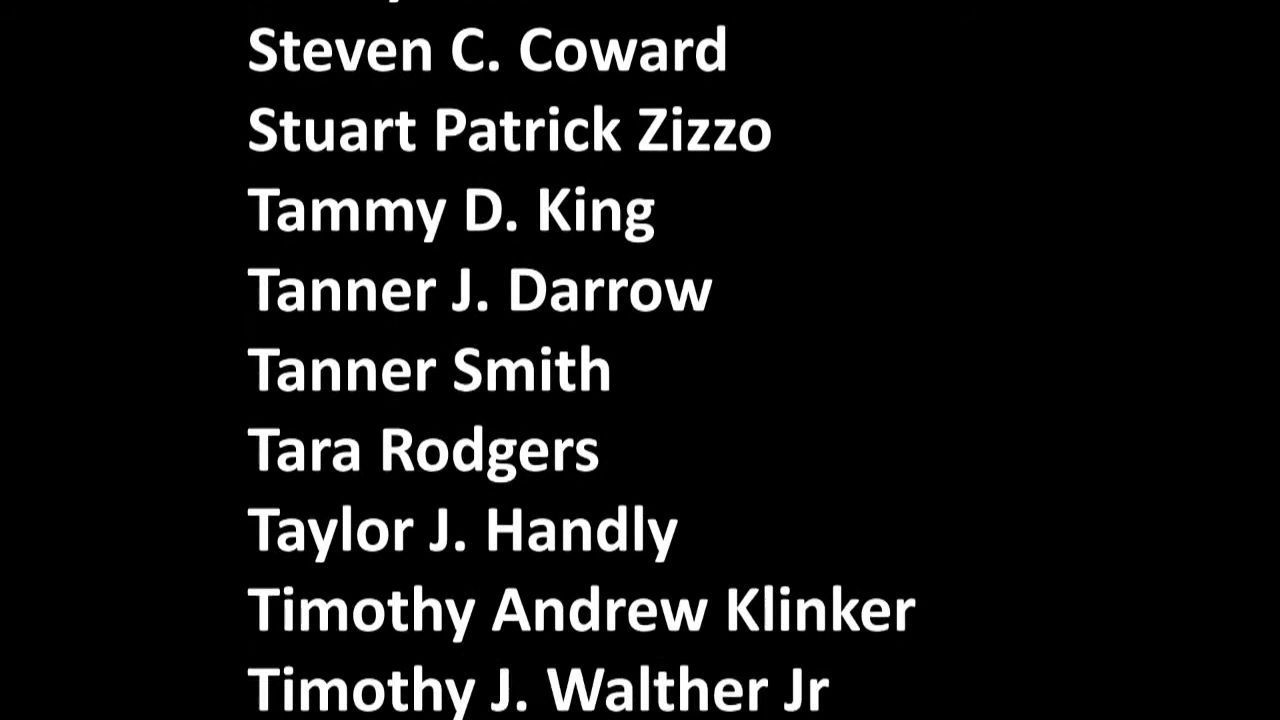 Steven C. Coward
Stuart Patrick Zizzo
Tammy D. King
Tanner J. Darrow
Tanner Smith
Tara Rodgers
Taylor J. Handly
Timothy Andrew Klinker
Timothy J. Walther Jr